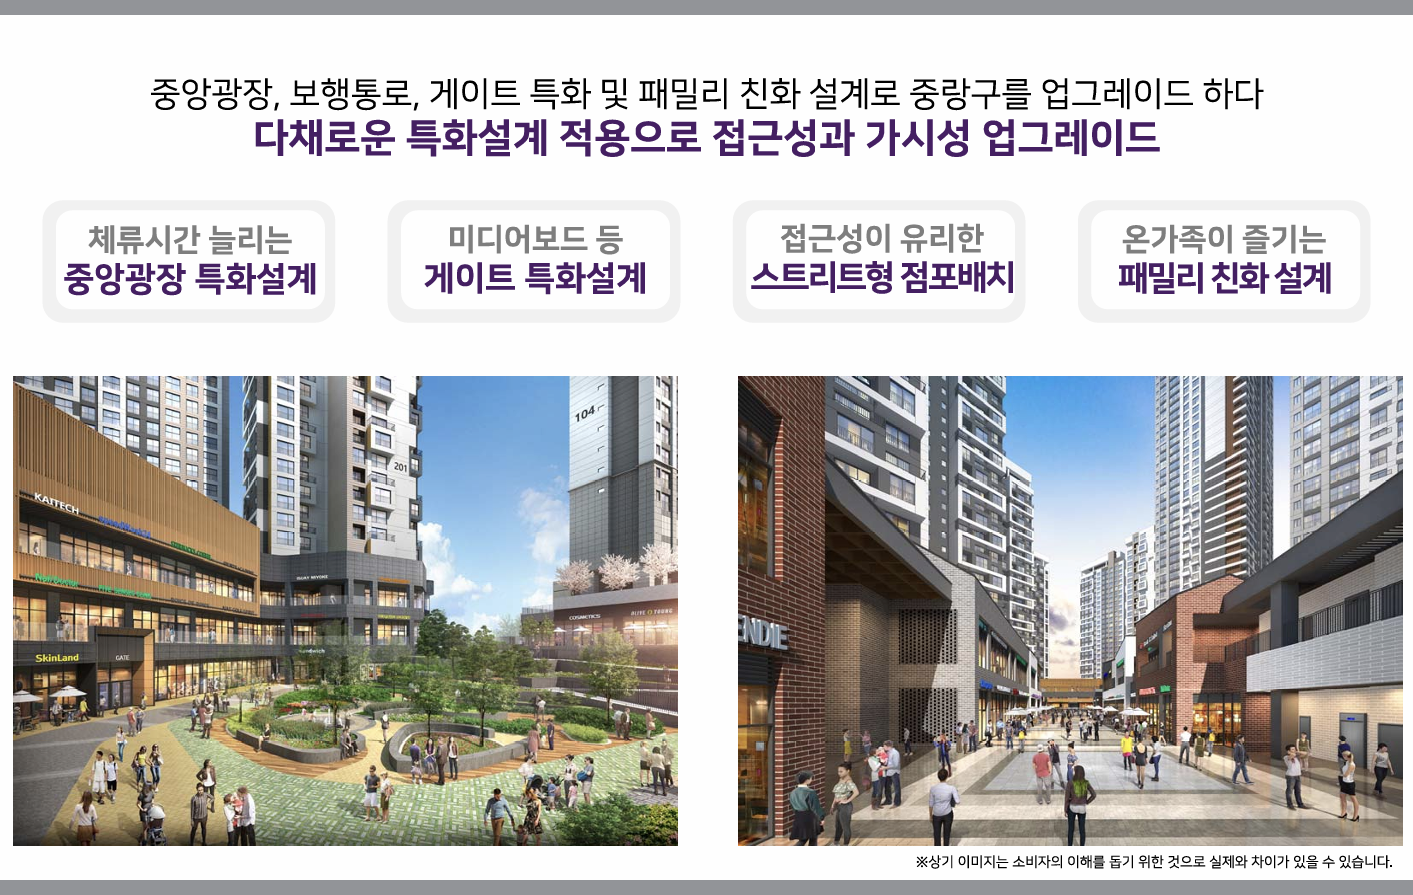 중앙광장, 보행통로, 게이트 특화 및 패밀리 친화 설계로 중랑구를 업그레이드 하다
다채로운 특화설계 적용으로 접근성과 가시성 업그레이드
체류시간 늘리는
중앙광장 특화설계
미디어보드 등
게이트 특화설계
접근성이 유리한
스트리트형 점포배치
온가족이 즐기는
패밀리 친화 설계
104
201
KAITECH
OLIVE YOUNG
COSMETICS
SkinLand
GATE
ENDIE
※상기 이미지는 소비자의 이해를 돕기 위한 것으로 실제와 차이가 있을 수 있습니다.